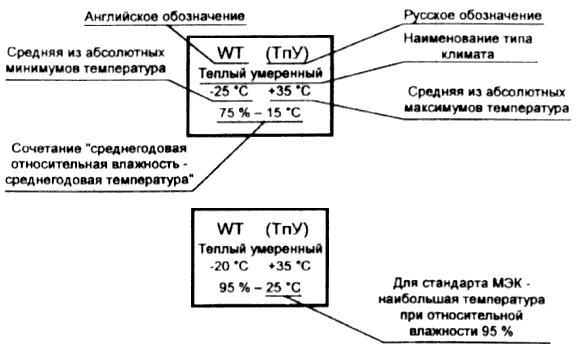 Английское обозначение
Русское обозначение
Средняя из абсолютных
минимумов температура
WT (ТпУ)
Теплый умеренный
-25 °С +35 °С
75 % – 15 °С
Наименование типа
климата
Средняя из абсолютных
максимумов температура
Сочетание "среднегодовая
относительная влажность -
среднегодовая температура"
WT (ТпУ)
Теплый умеренный
-20 °С +35 °С
95 % – 25 °С
Для стандарта МЭК -
наибольшая температура
при относительной
влажности 95 %